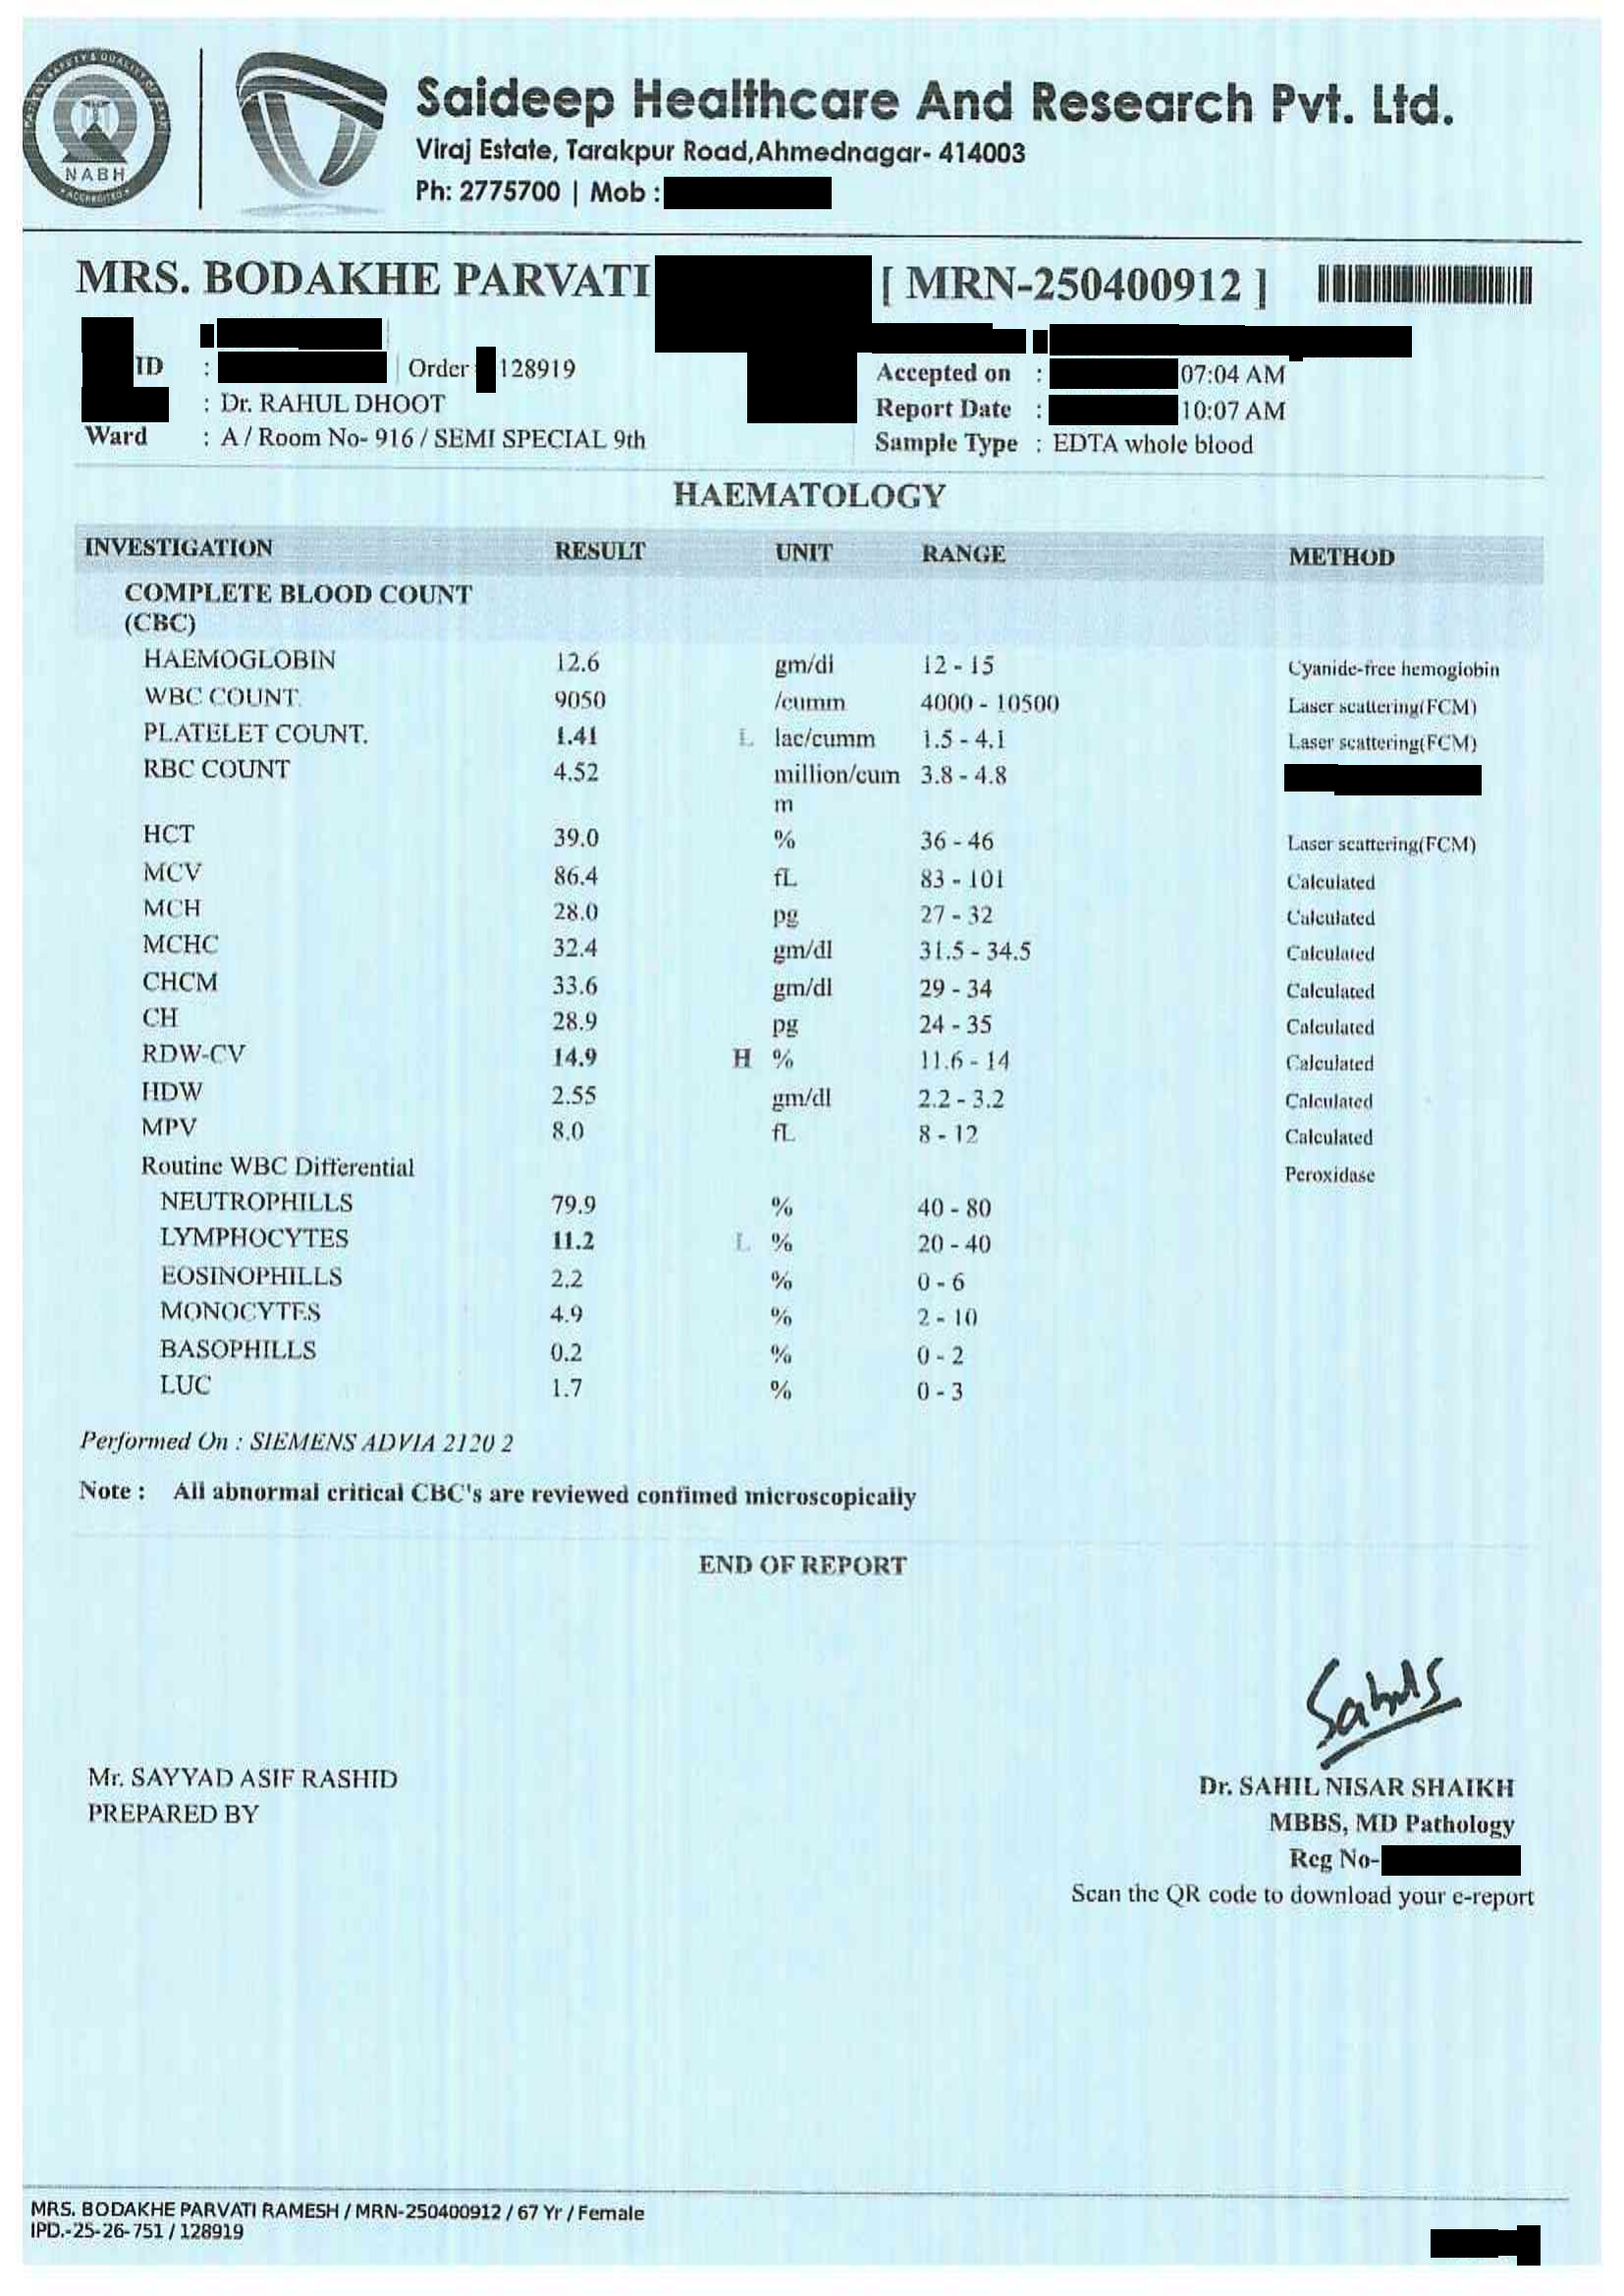 NABH
ACCREDITED
Saideep Healthcare And Research Pvt. Ltd.
Viraj Estate, Tarakpur Road,Ahmednagar- 414003
Ph: 2775700 | Mob :
MRS. BODAKHE PARVATI [ MRN-250400912 ]
ID : Order 128919 Accepted on : 07:04 AM
: Dr. RAHUL DHOOT Report Date : 10:07 AM
Ward : A / Room No- 916 / SEMI SPECIAL 9th Sample Type : EDTA whole blood
HAEMATOLOGY
INVESTIGATION RESULT UNIT RANGE METHOD
COMPLETE BLOOD COUNT
(CBC)
HAEMOGLOBIN 12.6 gm/dl 12 - 15 Cyanide-free hemoglobin
WBC COUNT. 9050 /cumm 4000 - 10500 Laser scattering(FCM)
PLATELET COUNT. 1.41 L lac/cumm 1.5 - 4.1 Laser scattering(FCM)
RBC COUNT 4.52 million/cum 3.8 - 4.8
m
HCT 39.0 % 36 - 46 Laser scattering(FCM)
MCV 86.4 fL 83 - 101 Calculated
MCH 28.0 pg 27 - 32 Calculated
MCHC 32.4 gm/dl 31.5 - 34.5 Calculated
CHCM 33.6 gm/dl 29 - 34 Calculated
CH 28.9 pg 24 - 35 Calculated
RDW-CV 14.9 H % 11.6 - 14 Calculated
HDW 2.55 gm/dl 2.2 - 3.2 Calculated
MPV 8.0 fL 8 - 12 Calculated
Routine WBC Differential Peroxidase
NEUTROPHILLS 79.9 % 40 - 80
LYMPHOCYTES 11.2 L % 20 - 40
EOSINOPHILLS 2.2 % 0 - 6
MONOCYTES 4.9 % 2 - 10
BASOPHILLS 0.2 % 0 - 2
LUC 1.7 % 0 - 3
Performed On : SIEMENS ADVIA 2120 2
Note : All abnormal critical CBC's are reviewed confimed microscopically
END OF REPORT
Mr. SAYYAD ASIF RASHID
PREPARED BY
Dr. SAHIL NISAR SHAIKH
MBBS, MD Pathology
Reg No-
Scan the QR code to download your e-report
MRS. BODAKHE PARVATI RAMESH / MRN-250400912 / 67 Yr / Female
IPD.-25-26-751 / 128919